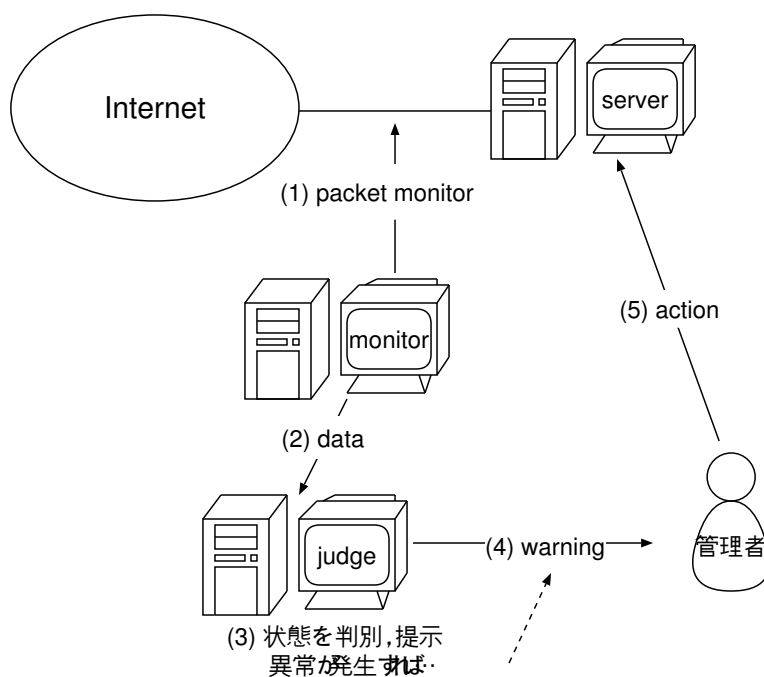 Internet
server
(1) packet monitor
monitor
(5) action
(2) data
judge
(4) warning
管理者
(3) 状態を判別,提示
異常が発生すれば‥